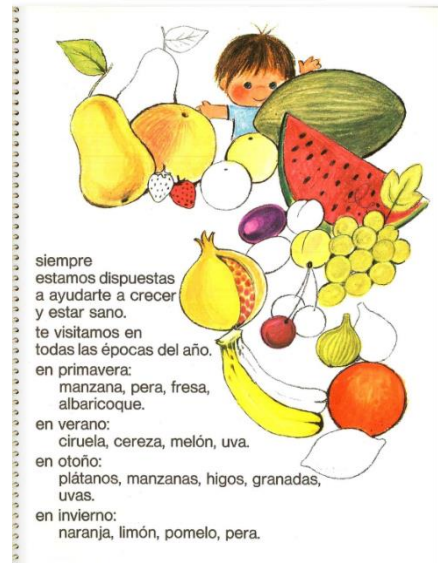 siempre
estamos dispuestas
a ayudarte a crecer
y estar sano.
te visitamos en
todas las épocas del año.
en primavera:
manzana, pera, fresa,
albaricoque.
en verano:
ciruela, cereza, melón, uva.
en otoño:
plátanos, manzanas, higos, granadas,
uvas.
en invierno:
naranja, limón, pomelo, pera.